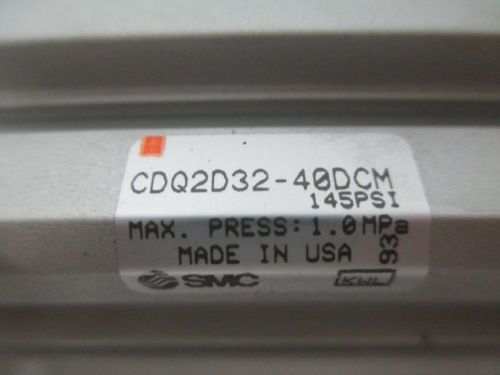 CDQ2D32-40DCM
145PSI
MAX. PRESS: 1.0MPa
MADE IN USA
93
SMC